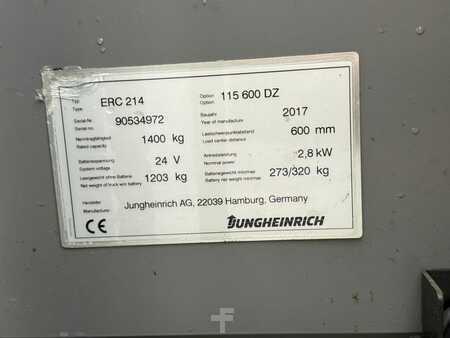 Typ. ERC 214 Option 115 600 DZ
Type Option
Serial-Nr. 90534972 Baujahr 2017
Serial-no. Year of manufacture
Nenntragfähigkeit 1400 kg Lastschwerpunktabstand 600 mm
Rated capacity Load center distance
Batteriespannung 24 V Antriebsleistung 2,8 kW
System voltage Nominal power
Leergewicht ohne Batterie 1203 kg Batteriegewicht min/max 273/320 kg
Net weight of truck w/o battery Battery net weight min/max
Hersteller Jungheinrich AG, 22039 Hamburg, Germany
Manufacturer
CE JUNGHEINRICH